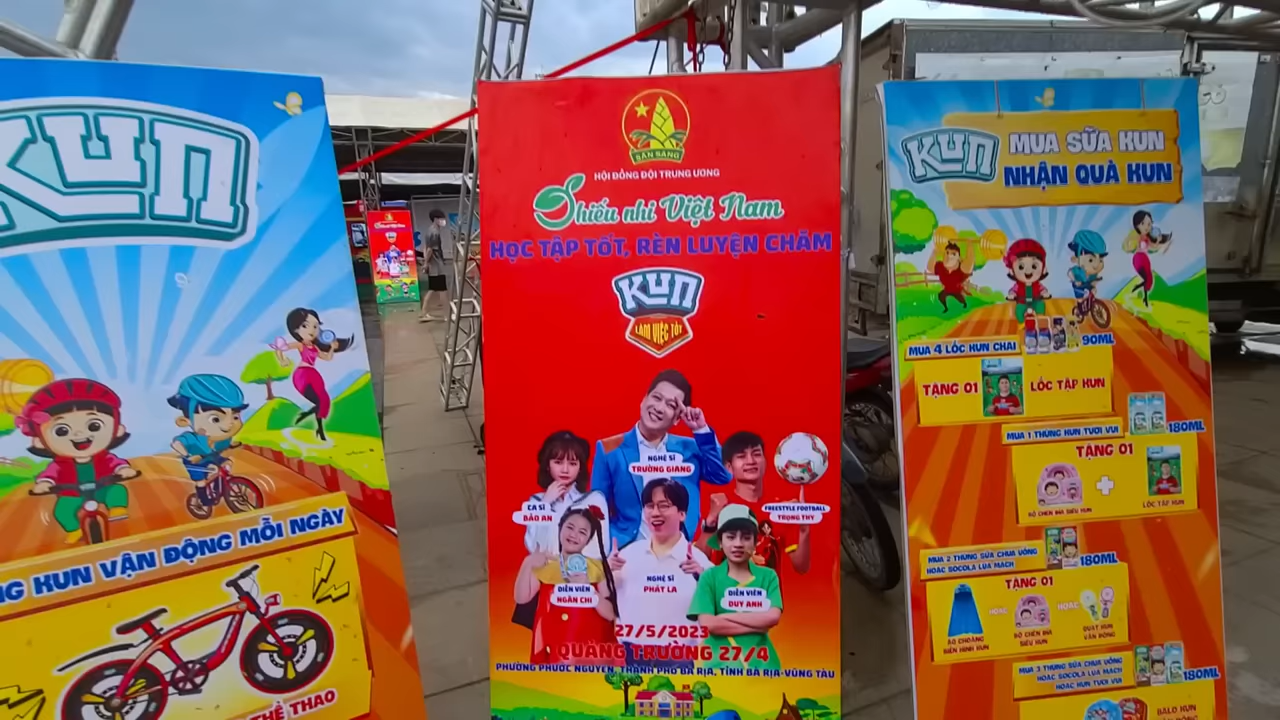 KUN
KUN VẬN ĐỘNG MỖI NGÀY
THỂ THAO
SẴN SÀNG
HỘI ĐỒNG ĐỘI TRUNG ƯƠNG
Thiếu nhi Việt Nam
HỌC TẬP TỐT, RÈN LUYỆN CHĂM
KUN
LÀM VIỆC TỐT
NGHỆ SĨ
TRƯỜNG GIANG
CA SĨ
BẢO AN
FREESTYLE FOOTBALL
TRỌNG THY
DIỄN VIÊN
NGÂN CHI
NGHỆ SĨ
PHÁT LA
DIỄN VIÊN
DUY ANH
27/5/2023
QUẢNG TRƯỜNG 27/4
PHƯỜNG PHƯỚC NGUYÊN, THÀNH PHỐ BÀ RỊA, TỈNH BÀ RỊA-VŨNG TÀU
KUN
MUA SỮA KUN
NHẬN QUÀ KUN
MUA 4 LỐC KUN CHAI
90ML
TẶNG 01
LỐC TẬP KUN
MUA 1 THÙNG KUN TƯƠI VUI
180ML
TẶNG 01
BỘ CHÉN DĨA SIÊU KUN
LỐC TẬP KUN
MUA 2 THÙNG SỮA CHUA UỐNG
HOẶC SOCOLA LÚA MẠCH
180ML
TẶNG 01
ÁO CHOÀNG
BIẾN HÌNH KUN
HOẶC
BỘ CHÉN DĨA
SIÊU KUN
HOẶC
QUẠT KUN
VẬN ĐỘNG
MUA 3 THÙNG SỮA CHUA UỐNG
HOẶC SOCOLA LÚA MẠCH
HOẶC KUN TƯƠI VUI
180ML
BALO KUN